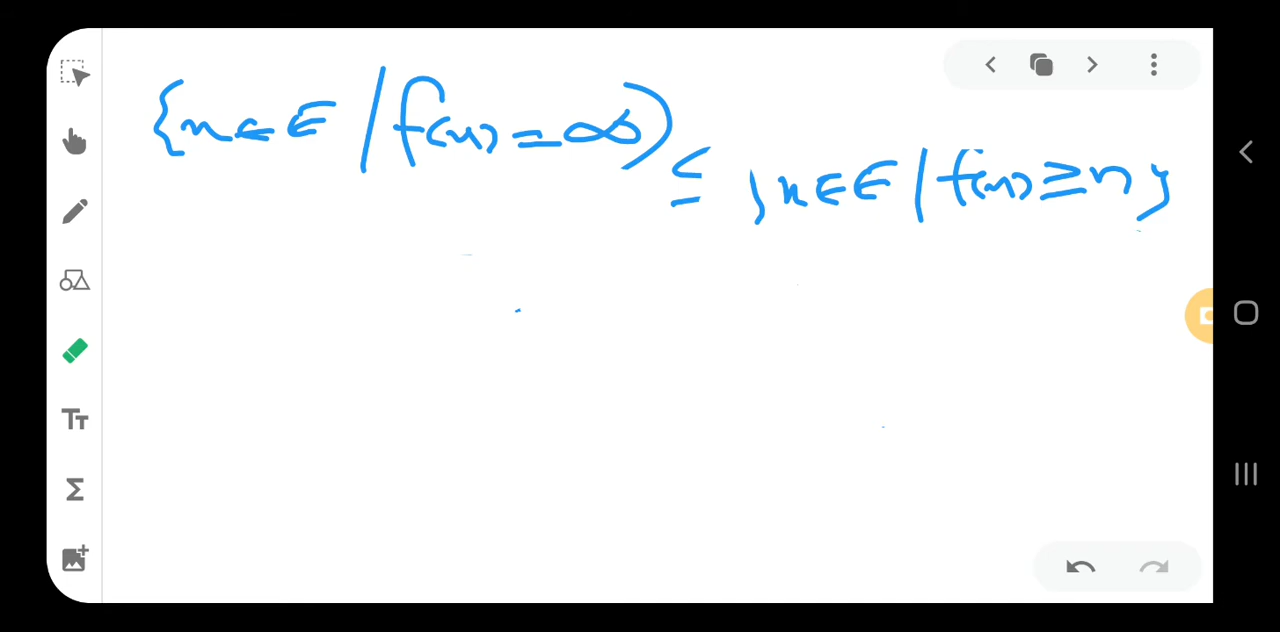 {x ∈ E / f(x) = ∞} ⊆ {x ∈ E / f(x) ≥ n}